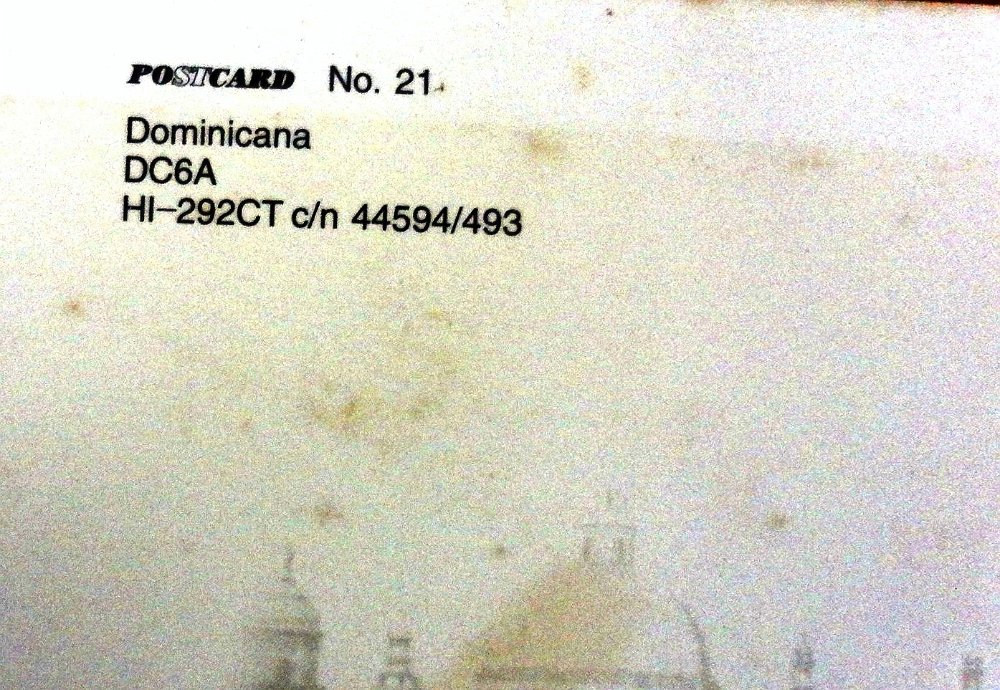 POSTCARD No. 21
Dominicana
DC6A
HI-292CT c/n 44594/493